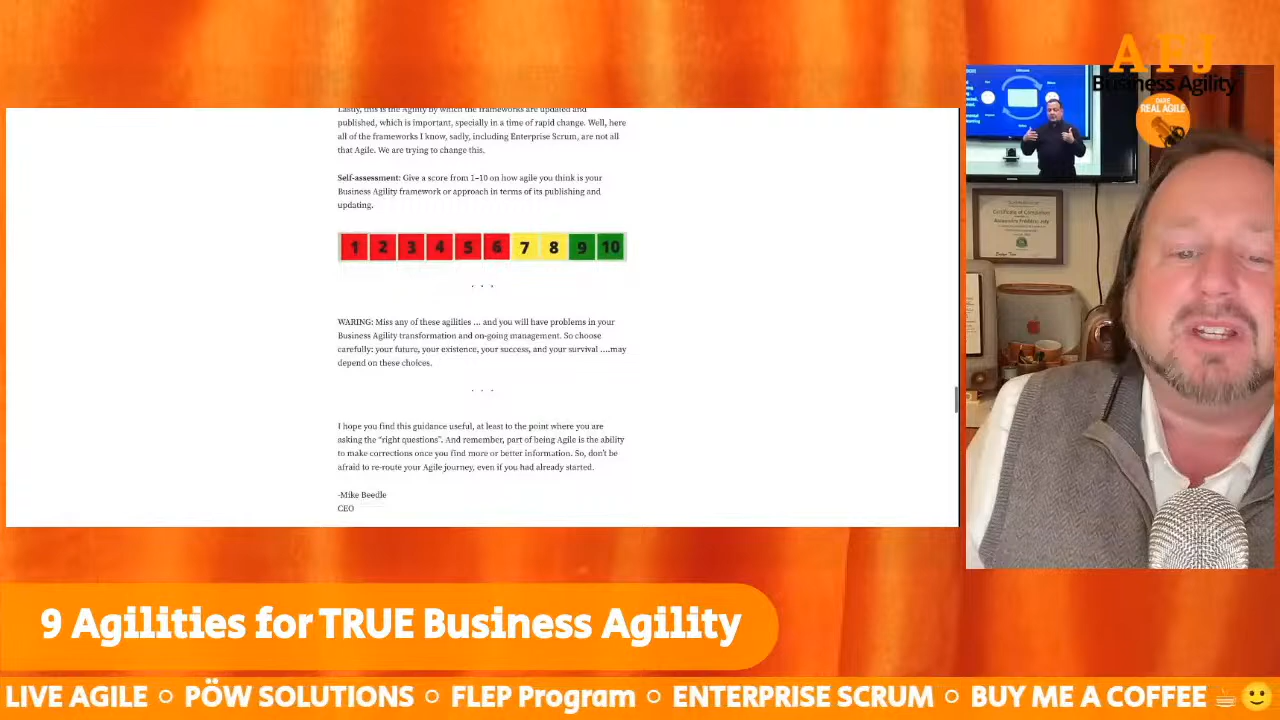 Lastly, this is the Agility by which the frameworks are updated and
published, which is important, specially in a time of rapid change. Well, here
all of the frameworks I know, sadly, including Enterprise Scrum, are not all
that Agile. We are trying to change this.
Self-assessment: Give a score from 1–10 on how agile you think is your
Business Agility framework or approach in terms of its publishing and
updating.
1 2 3 4 5 6 7 8 9 10
. . .
WARING: Miss any of these agilities ... and you will have problems in your
Business Agility transformation and on-going management. So choose
carefully: your future, your existence, your success, and your survival ....may
depend on these choices.
. . .
I hope you find this guidance useful, at least to the point where you are
asking the “right questions”. And remember, part of being Agile is the ability
to make corrections once you find more or better information. So, don’t be
afraid to re-route your Agile journey, even if you had already started.
-Mike Beedle
CEO
AFJ
Business Agility
REAL AGILE
Certificate of Completion
9 Agilities for TRUE Business Agility
LIVE AGILE ○ PÖW SOLUTIONS ○ FLEP Program ○ ENTERPRISE SCRUM ○ BUY ME A COFFEE ☕🙂